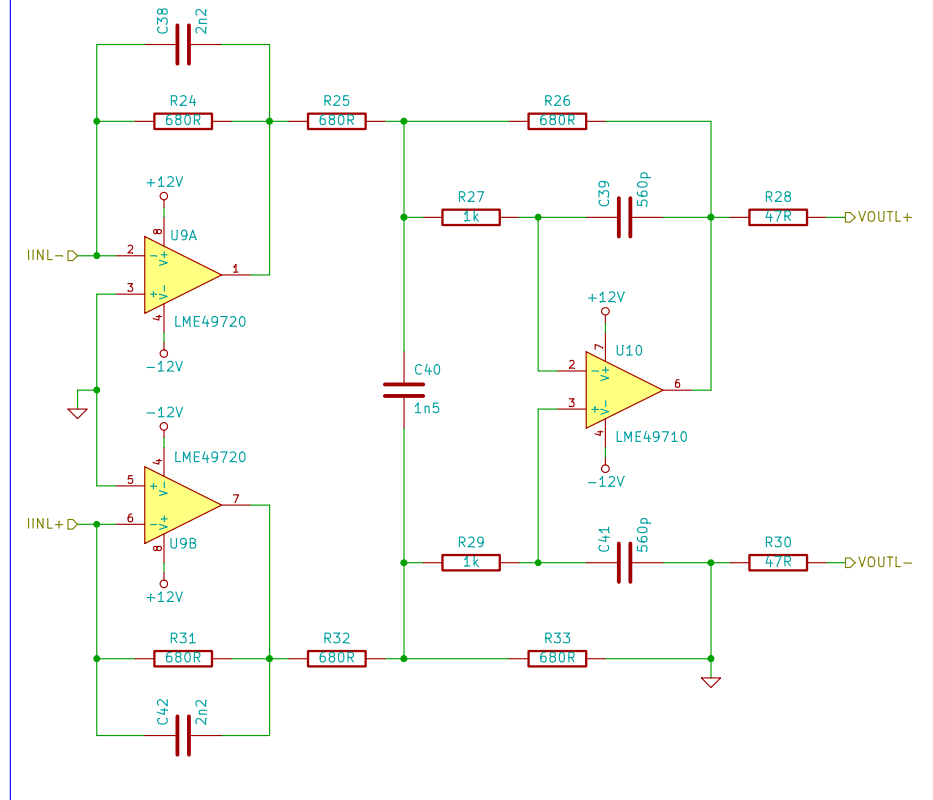 C38
2n2
R24
680R
R25
680R
R26
680R
+12V
8
U9A
IINL-
2
-
V+
1
3
+
V-
4
LME49720
-12V
R27
1k
C39
560p
R28
47R
VOUTL+
+12V
7
U10
2
-
V+
6
3
+
V-
4
LME49710
-12V
C40
1n5
-12V
4
LME49720
5
+
V-
7
IINL+
6
-
V+
8
U9B
+12V
R29
1k
C41
560p
R30
47R
VOUTL-
R31
680R
R32
680R
R33
680R
C42
2n2